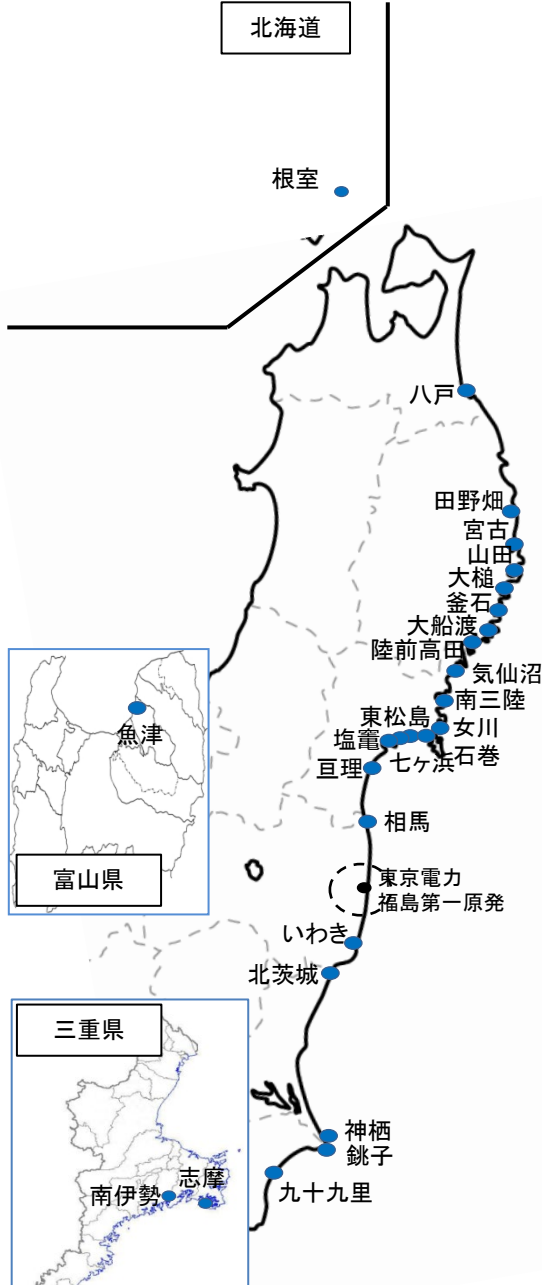 北海道
根室
八戸
田野畑
宮古
山田
大槌
釜石
大船渡
陸前高田
気仙沼
南三陸
東松島
女川
塩竈
石巻
七ヶ浜
亘理
相馬
魚津
富山県
東京電力
福島第一原発
いわき
北茨城
三重県
志摩
南伊勢
神栖
銚子
九十九里